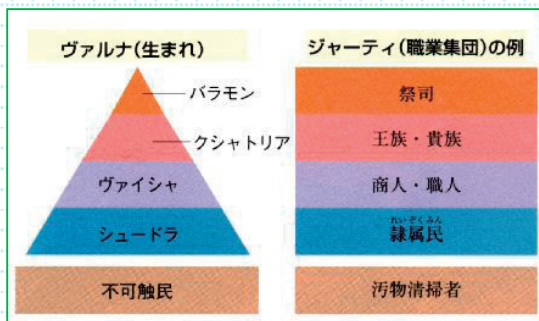 ヴァルナ(生まれ)
バラモン
クシャトリア
ヴァイシャ
シュードラ
不可触民
ジャーティ(職業集団)の例
祭司
王族・貴族
商人・職人
れいぞくみん
隷属民
汚物清掃者